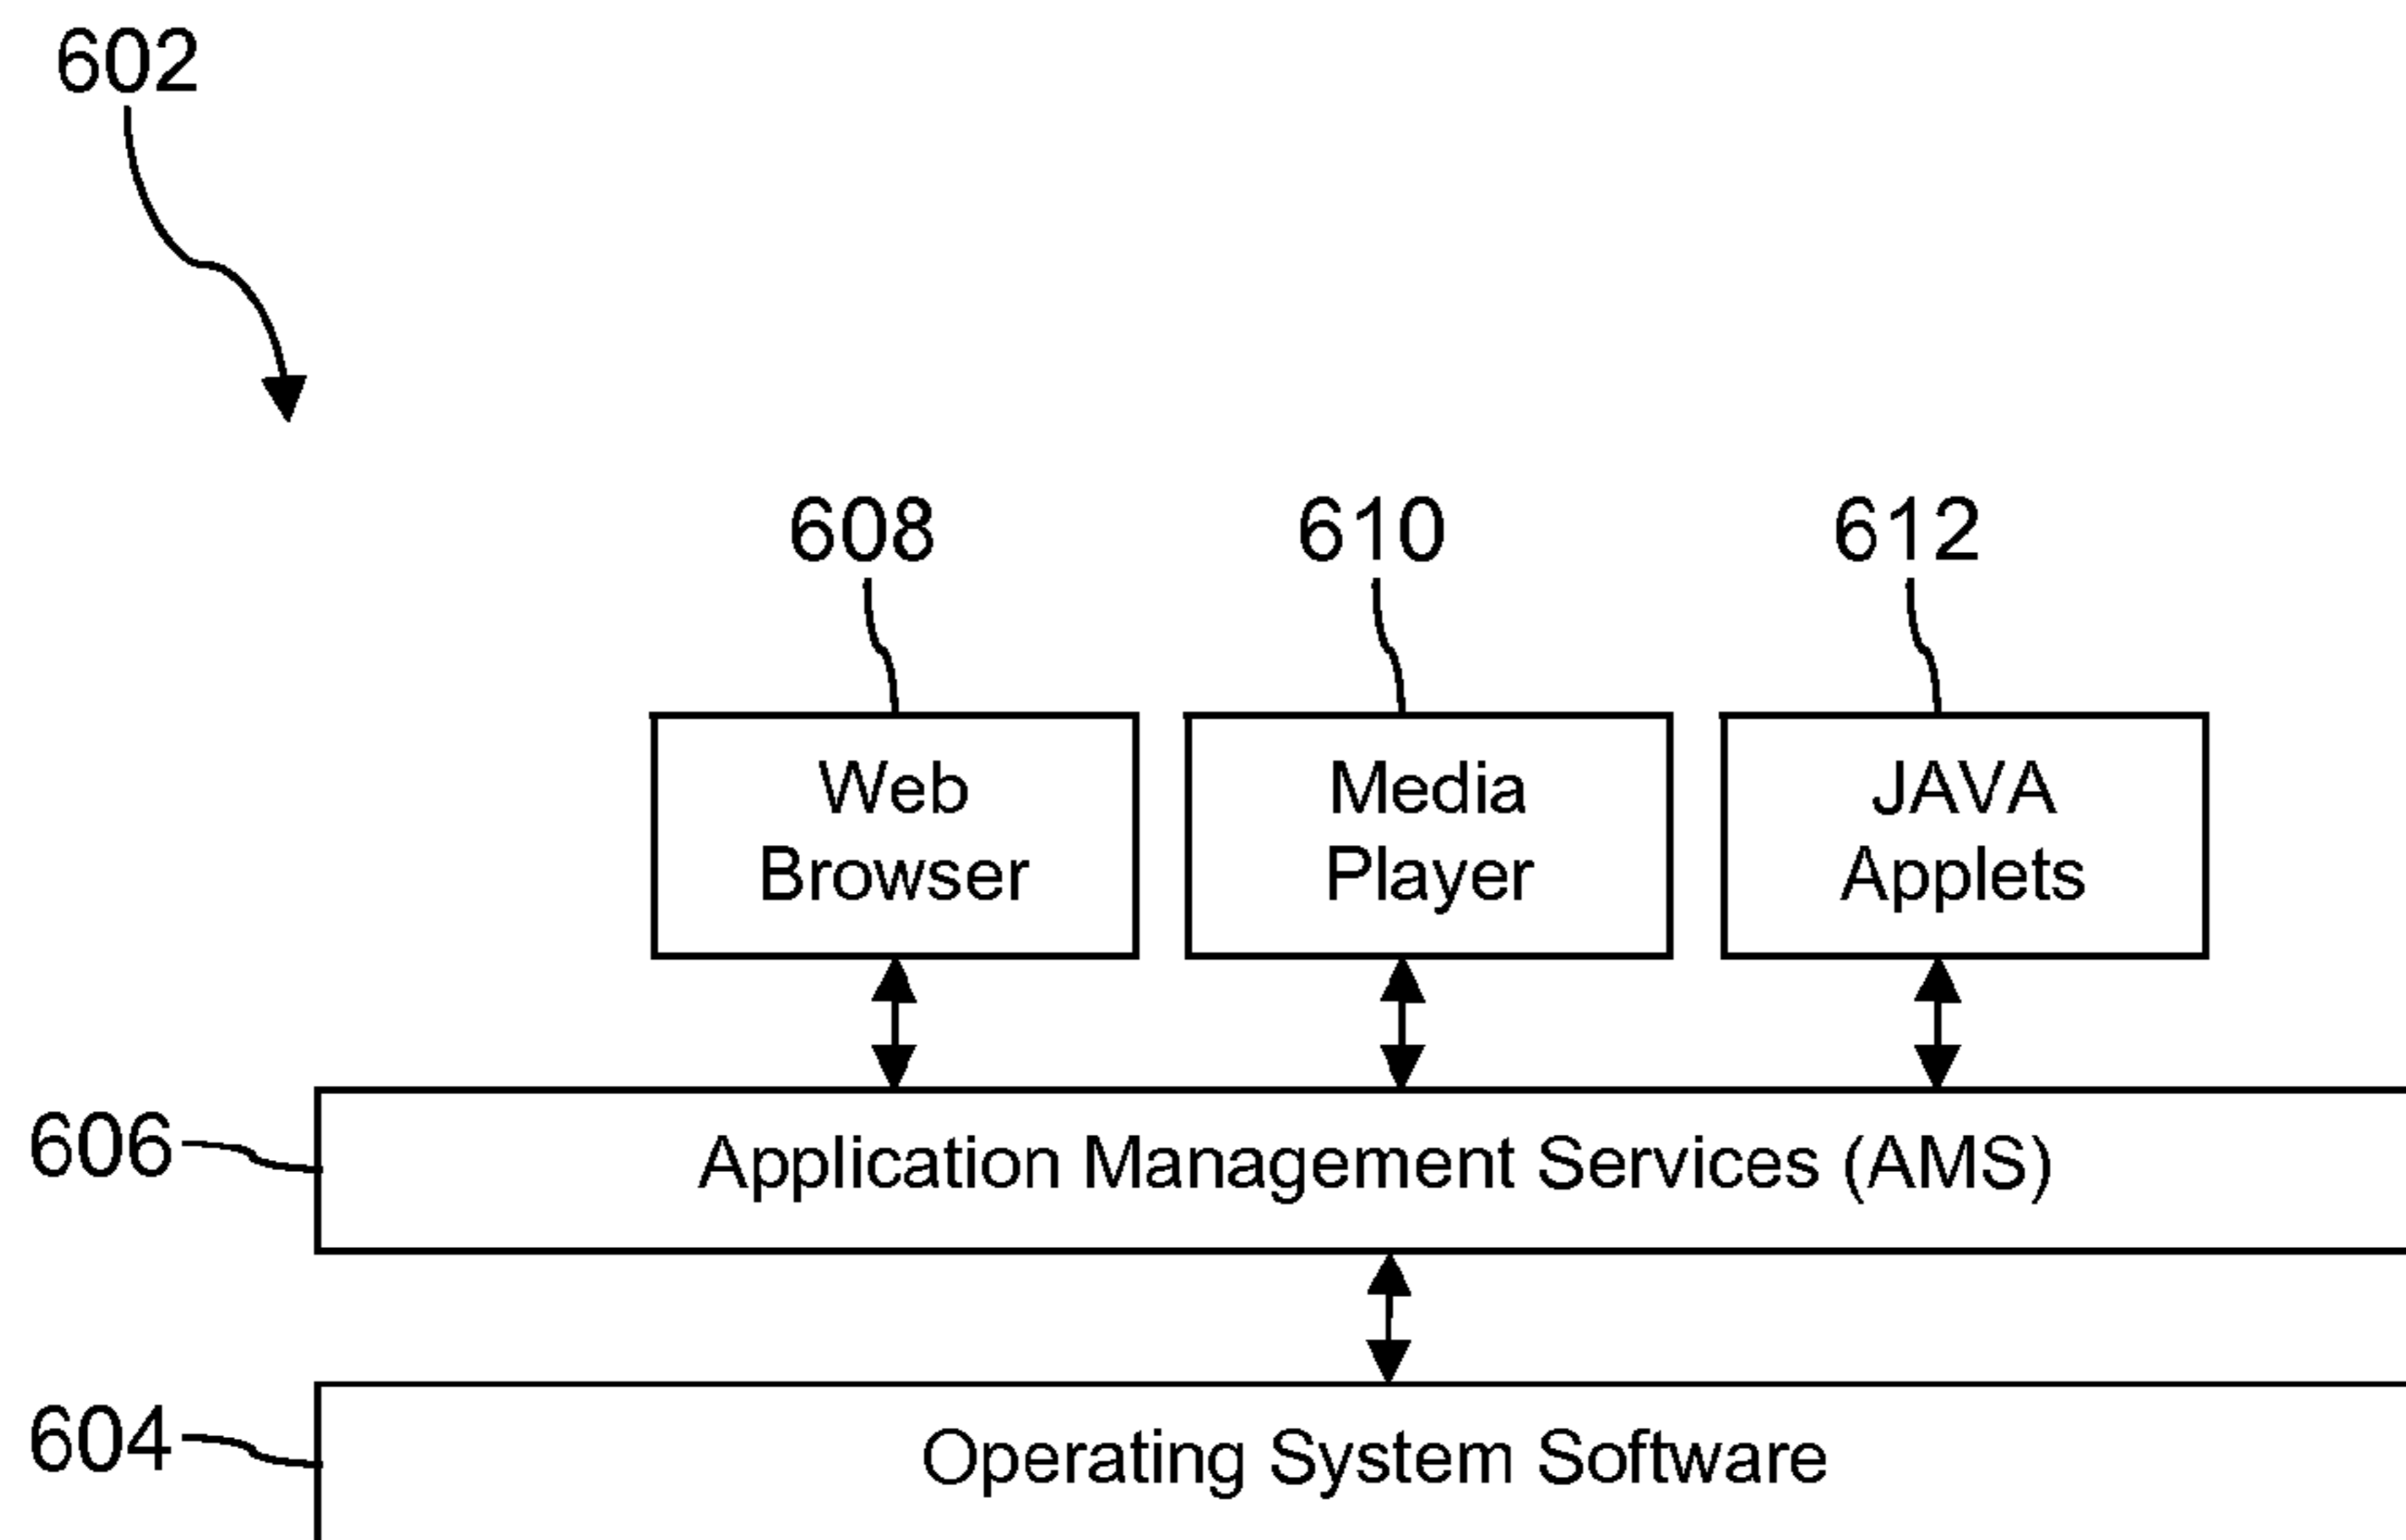 602
608
610
612
Web
Browser
Media
Player
JAVA
Applets
606
Application Management Services (AMS)
604
Operating System Software